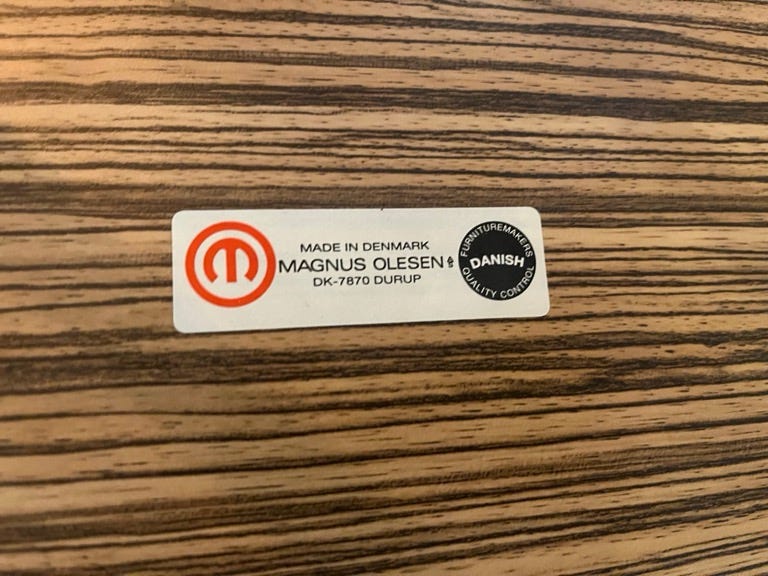 MADE IN DENMARK
MAGNUS OLESEN A/S
DK-7870 DURUP
FURNITUREMAKERS
DANISH
QUALITY CONTROL